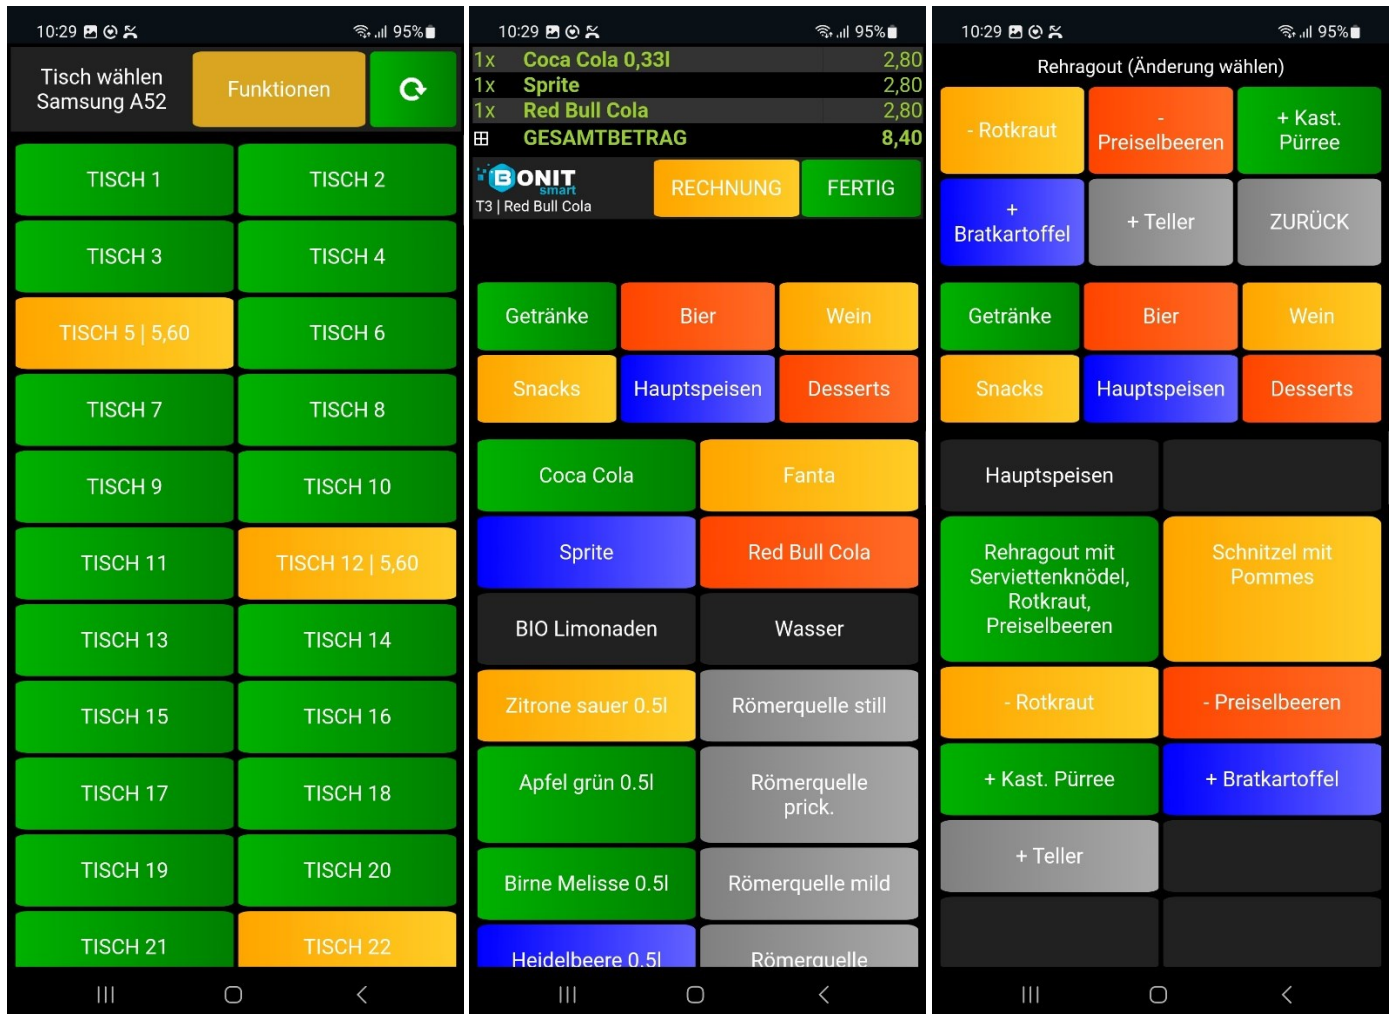 10:29
95%
Tisch wählen
Samsung A52
Funktionen
TISCH 1
TISCH 2
TISCH 3
TISCH 4
TISCH 5 | 5,60
TISCH 6
TISCH 7
TISCH 8
TISCH 9
TISCH 10
TISCH 11
TISCH 12 | 5,60
TISCH 13
TISCH 14
TISCH 15
TISCH 16
TISCH 17
TISCH 18
TISCH 19
TISCH 20
TISCH 21
TISCH 22
10:29
95%
1x Coca Cola 0,33l 2,80
1x Sprite 2,80
1x Red Bull Cola 2,80
GESAMTBETRAG 8,40
BONIT
smart
T3 | Red Bull Cola
RECHNUNG
FERTIG
Getränke
Bier
Wein
Snacks
Hauptspeisen
Desserts
Coca Cola
Fanta
Sprite
Red Bull Cola
BIO Limonaden
Wasser
Zitrone sauer 0.5l
Römerquelle still
Apfel grün 0.5l
Römerquelle
prick.
Birne Melisse 0.5l
Römerquelle mild
Heidelbeere 0.5l
Römerquelle
10:29
95%
Rehragout (Änderung wählen)
- Rotkraut
-
Preiselbeeren
+ Kast.
Pürree
+
Bratkartoffel
+ Teller
ZURÜCK
Getränke
Bier
Wein
Snacks
Hauptspeisen
Desserts
Hauptspeisen
Rehragout mit
Serviettenknödel,
Rotkraut,
Preiselbeeren
Schnitzel mit
Pommes
- Rotkraut
- Preiselbeeren
+ Kast. Pürree
+ Bratkartoffel
+ Teller